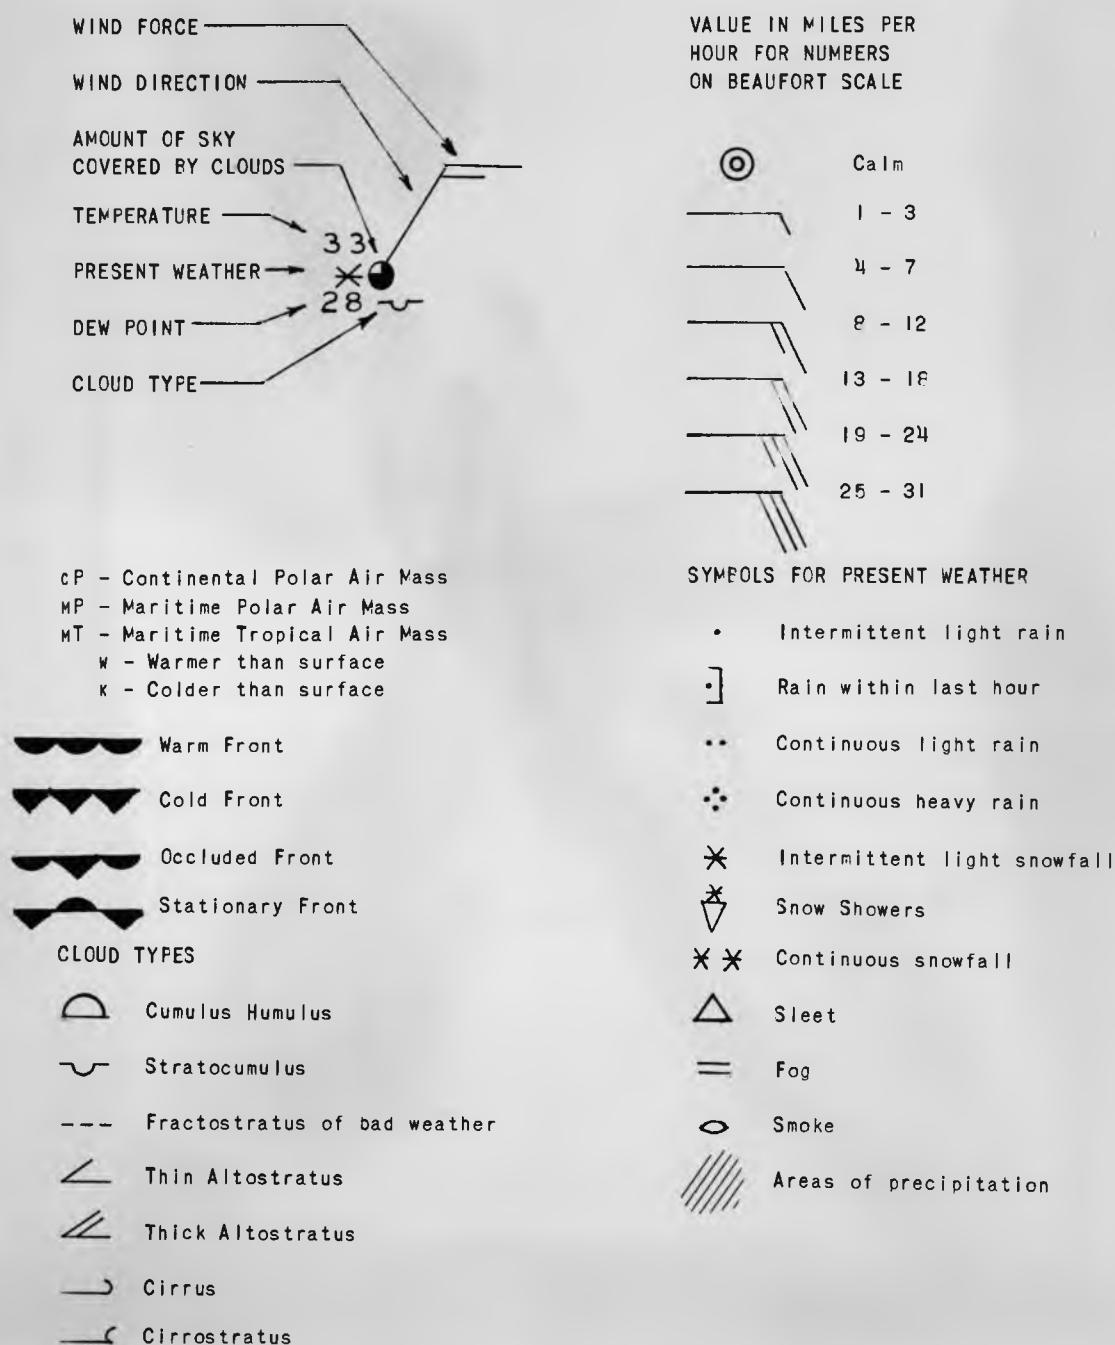 WIND FORCE
WIND DIRECTION
AMOUNT OF SKY
COVERED BY CLOUDS
TEMPERATURE
PRESENT WEATHER
DEW POINT
CLOUD TYPE
33
28
VALUE IN MILES PER
HOUR FOR NUMBERS
ON BEAUFORT SCALE
Calm
1 - 3
4 - 7
8 - 12
13 - 18
19 - 24
25 - 31
cP - Continental Polar Air Mass
MP - Maritime Polar Air Mass
MT - Maritime Tropical Air Mass
W - Warmer than surface
K - Colder than surface
Warm Front
Cold Front
Occluded Front
Stationary Front
CLOUD TYPES
Cumulus Humulus
Stratocumulus
Fractostratus of bad weather
Thin Altostratus
Thick Altostratus
Cirrus
Cirrostratus
SYMBOLS FOR PRESENT WEATHER
Intermittent light rain
Rain within last hour
Continuous light rain
Continuous heavy rain
Intermittent light snowfall
Snow Showers
Continuous snowfall
Sleet
Fog
Smoke
Areas of precipitation